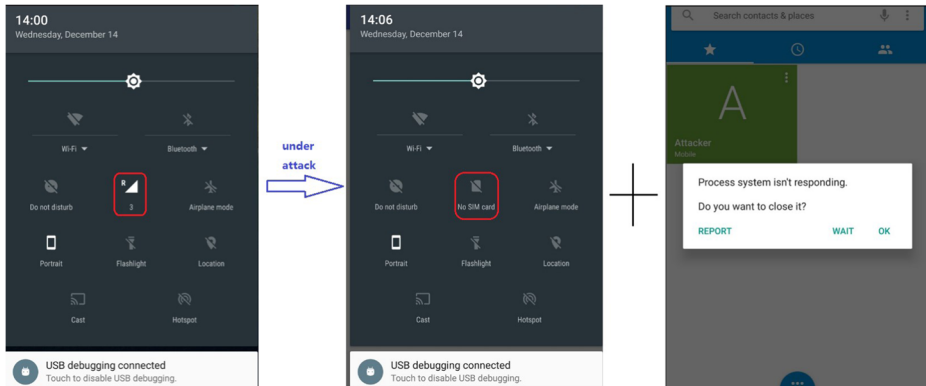 14:00
Wednesday, December 14
Wi-Fi
Bluetooth
Do not disturb
R
3
Airplane mode
Portrait
Flashlight
Location
Cast
Hotspot
USB debugging connected
Touch to disable USB debugging.
under
attack
14:06
Wednesday, December 14
Wi-Fi
Bluetooth
Do not disturb
No SIM card
Airplane mode
Portrait
Flashlight
Location
Cast
Hotspot
USB debugging connected
Touch to disable USB debugging.
Search contacts & places
A
Attacker
Mobile
Process system isn't responding.
Do you want to close it?
REPORT WAIT OK